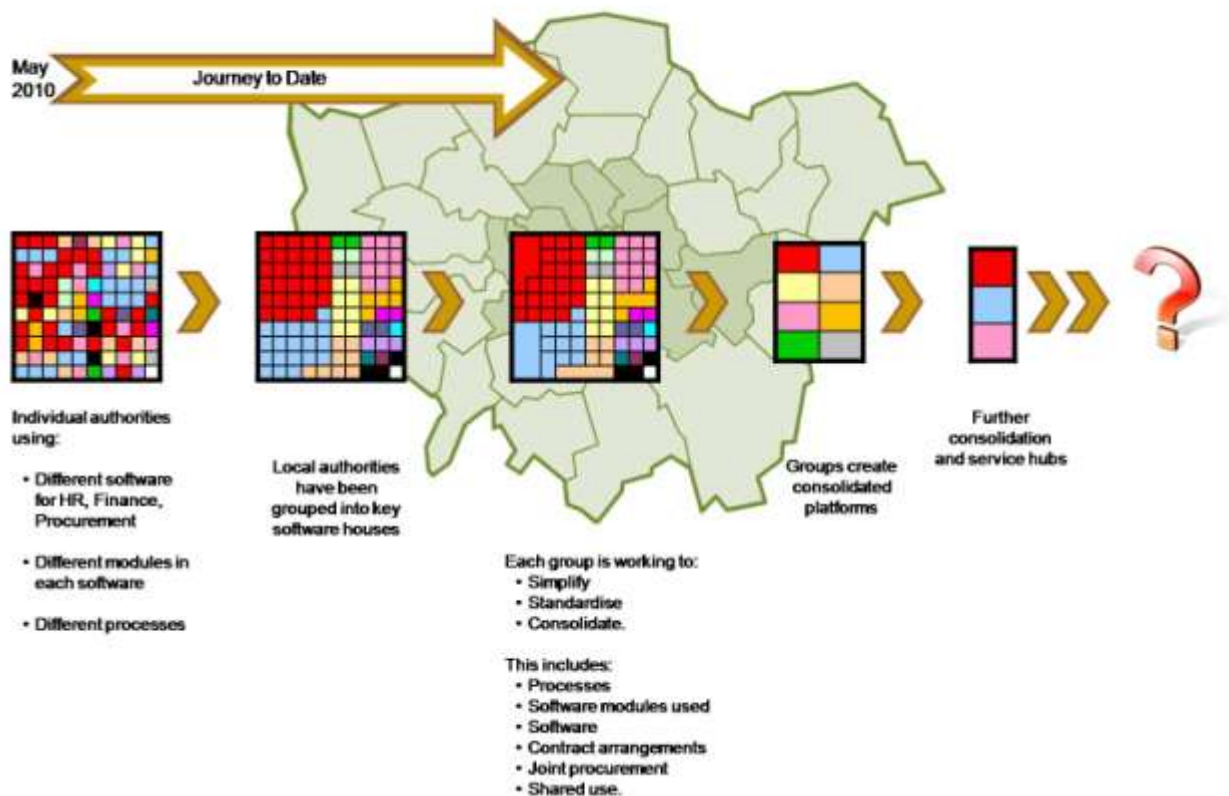 May
2010
Journey to Date
Individual authorities
using:
• Different software
for HR, Finance,
Procurement
• Different modules in
each software
• Different processes
Local authorities
have been
grouped into key
software houses
Each group is working to:
• Simplify
• Standardise
• Consolidate.
This includes:
• Processes
• Software modules used
• Software
• Contract arrangements
• Joint procurement
• Shared use.
Groups create
consolidated
platforms
Further
consolidation
and service hubs
?